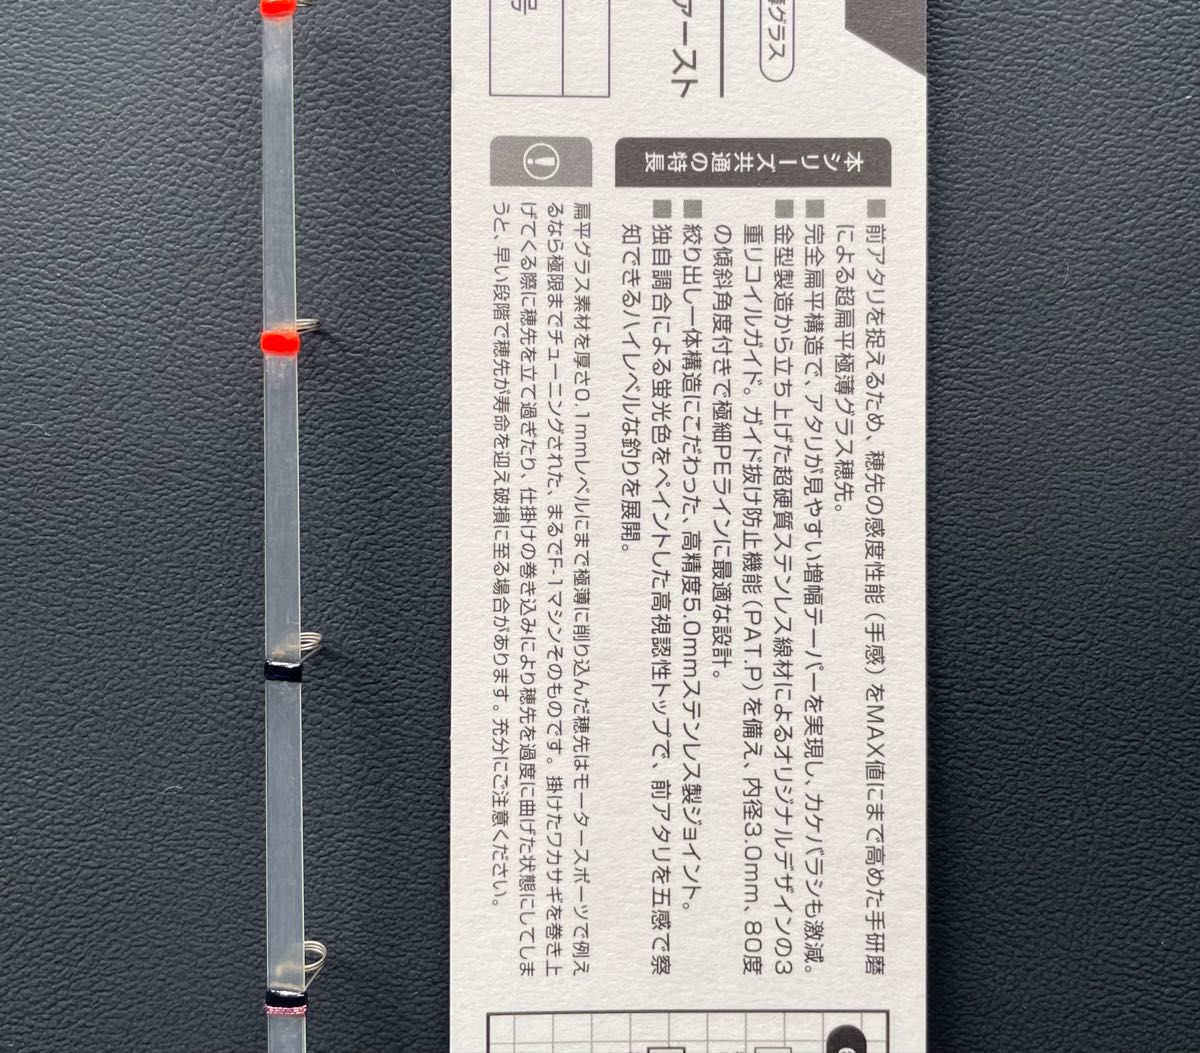 グラス
アースト
号
本シリーズ共通の特長
■前アタリを捉えるため、穂先の感度性能（手感）をMAX値にまで高めた手研磨
による超扁平極薄グラス穂先。
■完全扁平構造で、アタリが見やすい増幅テーパーを実現し、カケバラシも激減。
■金型製造から立ち上げた超硬質ステンレス線材によるオリジナルデザインの3
重リコイルガイド。ガイド抜け防止機能（PAT.P）を備え、内径3.0mm、80度
の傾斜角度付きで極細PEラインに最適な設計。
■絞り出し一体構造にこだわった、高精度5.0mmステンレス製ジョイント。
■独自調合による蛍光色をペイントした高視認性トップで、前アタリを五感で察
知できるハイレベルな釣りを展開。
!
扁平グラス素材を厚さ0.1mmレベルにまで極薄に削り込んだ穂先はモータースポーツで例え
るなら極限までチューニングされた、まるでF-1マシンそのものです。掛けたワカサギを巻き上
げてくる際に穂先を立て過ぎたり、仕掛けの巻き込みにより穂先を過度に曲げた状態にしてしま
うと、早い段階で穂先が寿命を迎え破損に至る場合があります。充分にご注意ください。